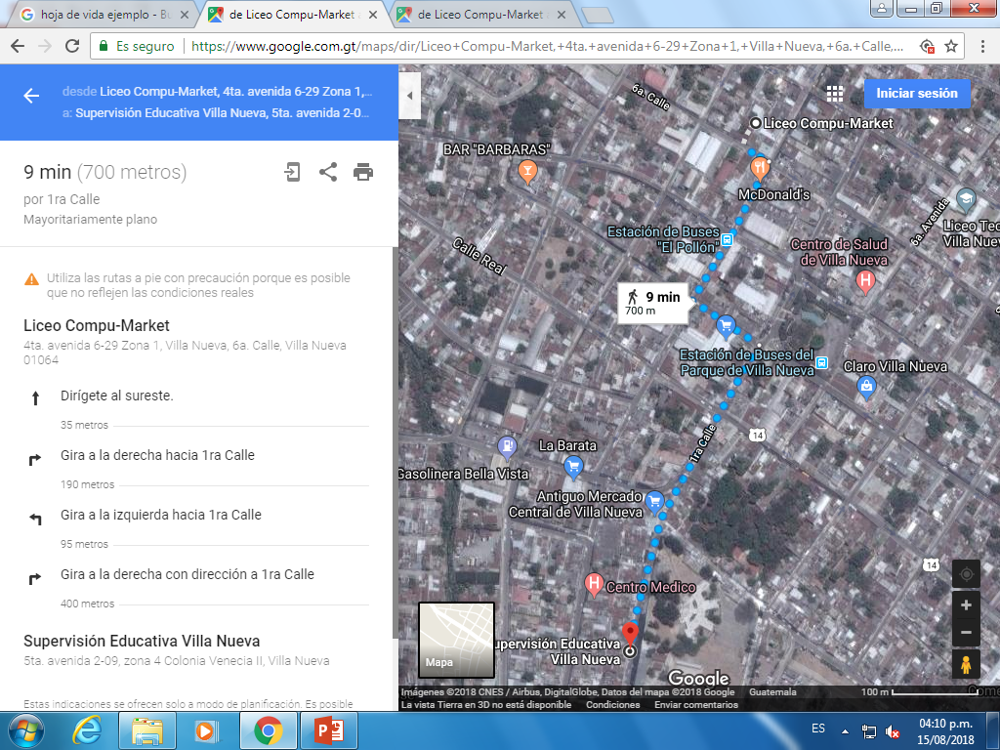 hoja de vida ejemplo - Bu
de Liceo Compu-Market a
de Liceo Compu-Market a
Es seguro
https://www.google.com.gt/maps/dir/Liceo+Compu-Market,+4ta.+avenida+6-29+Zona+1,+Villa+Nueva,+6a.+Calle,...
desde Liceo Compu-Market, 4ta. avenida 6-29 Zona 1,...
a: Supervisión Educativa Villa Nueva, 5ta. avenida 2-0...
9 min (700 metros)
por 1ra Calle
Mayoritariamente plano
Utiliza las rutas a pie con precaución porque es posible
que no reflejen las condiciones reales
Liceo Compu-Market
4ta. avenida 6-29 Zona 1, Villa Nueva, 6a. Calle, Villa Nueva
01064
Dirígete al sureste.
35 metros
Gira a la derecha hacia 1ra Calle
190 metros
Gira a la izquierda hacia 1ra Calle
95 metros
Gira a la derecha con dirección a 1ra Calle
400 metros
Supervisión Educativa Villa Nueva
5ta. avenida 2-09, zona 4 Colonia Venecia II, Villa Nueva
Estas indicaciones se ofrecen solo a modo de planificación. Es posible
Iniciar sesión
6a. Calle
Liceo Compu-Market
BAR "BARBARAS"
McDonald's
6a. Avenida
Liceo Tec
Villa Nuev
Estación de Buses
"El Pollón"
Centro de Salud
de Villa Nueva
Calle Real
9 min
700 m
Estación de Buses del
Parque de Villa Nueva
Claro Villa Nueva
14
1ra Calle
La Barata
Gasolinera Bella Vista
Antiguo Mercado
Central de Villa Nueva
14
Centro Medico
upervisión Educativa
Villa Nueva
Mapa
Google
Imágenes ©2018 CNES / Airbus, DigitalGlobe, Datos del mapa ©2018 Google
Guatemala
100 m
Come
La vista Tierra en 3D no está disponible
Condiciones
Enviar comentarios
ES
04:10 p.m.
15/08/2018